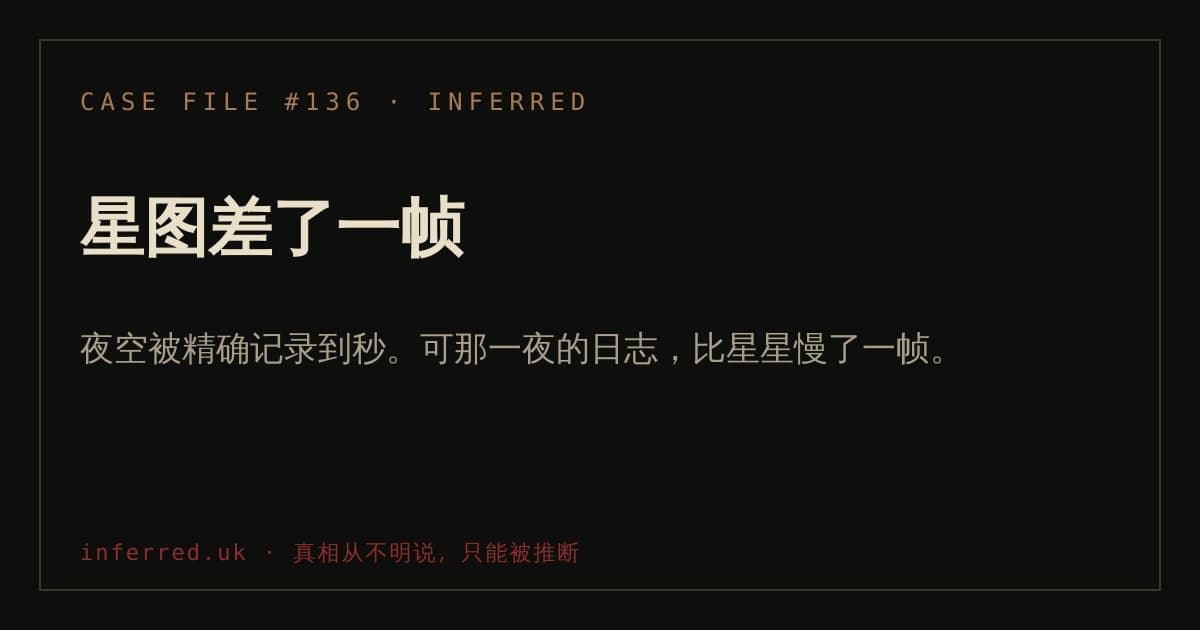 CASE FILE #136 · INFERRED
星图差了一帧
夜空被精确记录到秒。可那一夜的日志，比星星慢了一帧。
inferred.uk · 真相从不明说，只能被推断